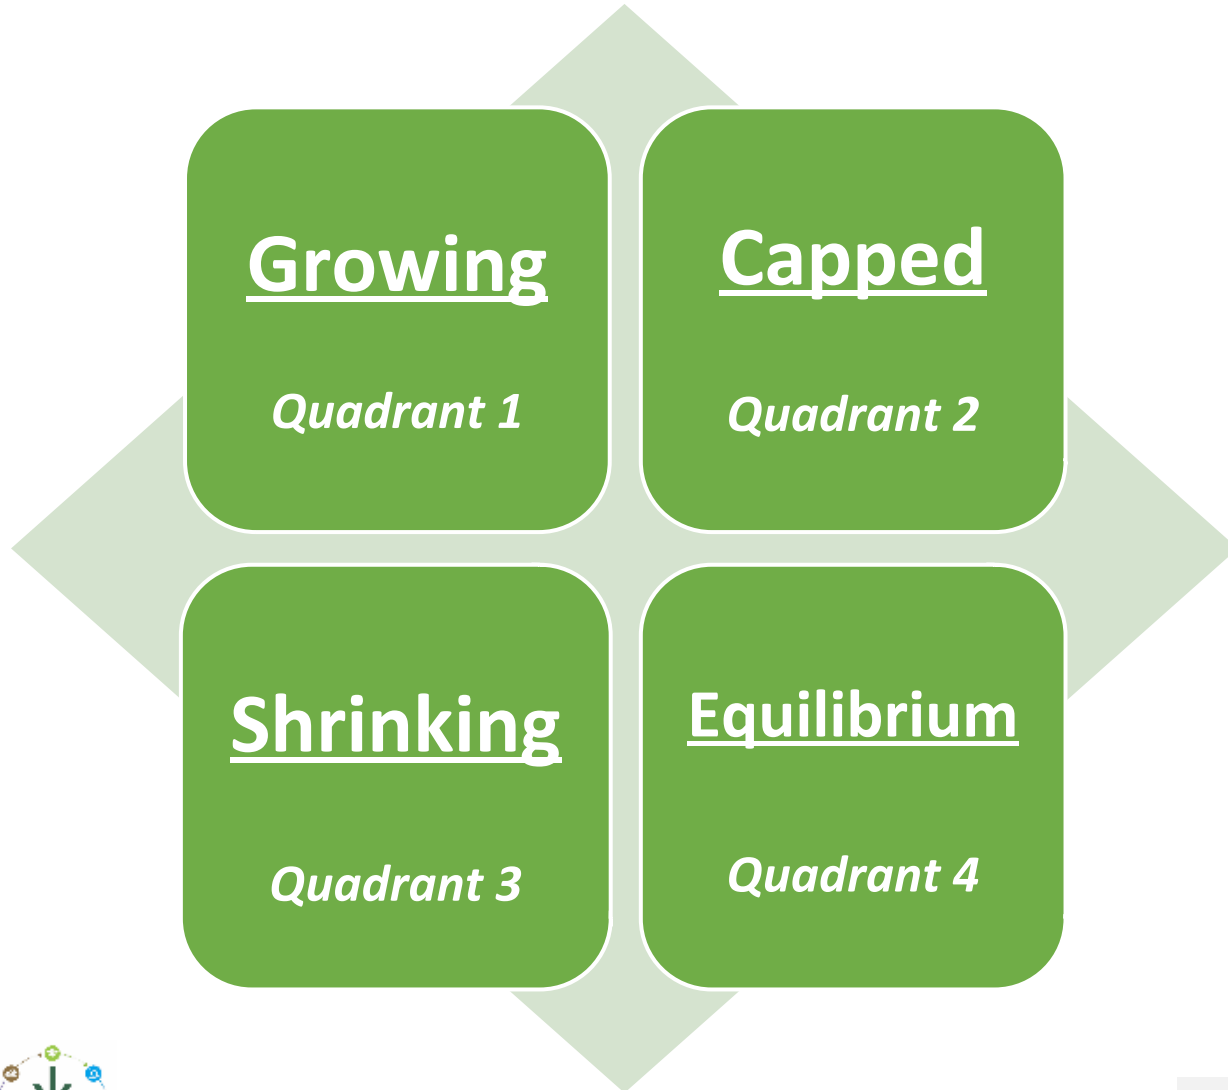 Growing
Quadrant 1
Capped
Quadrant 2
Shrinking
Quadrant 3
Equilibrium
Quadrant 4